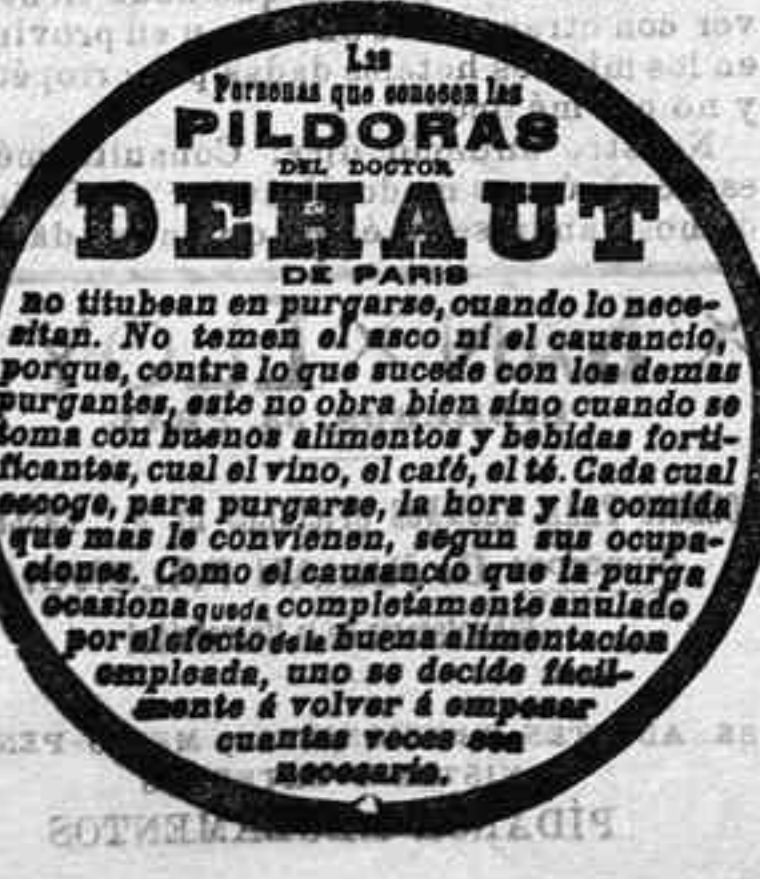 Las
Personas que conocen las
PILDORAS
DEL DOCTOR
DEHAUT
DE PARIS
no titubean en purgarse, cuando lo nece-
sitan. No temen el asco ni el causancio,
porque, contra lo que sucede con los demas
purgantes, este no obra bien sino cuando se
toma con buenos alimentos y bebidas forti-
ficantes, cual el vino, el café, el té. Cada cual
escoge, para purgarse, la hora y la comida
que mas le convienen, segun sus ocupa-
ciones. Como el causancio que la purga
ocasiona queda completamente anulado
por el efecto de la buena alimentacion
empleada, uno se decide fácil-
mente á volver á empezar
cuantas veces sea
necesario.